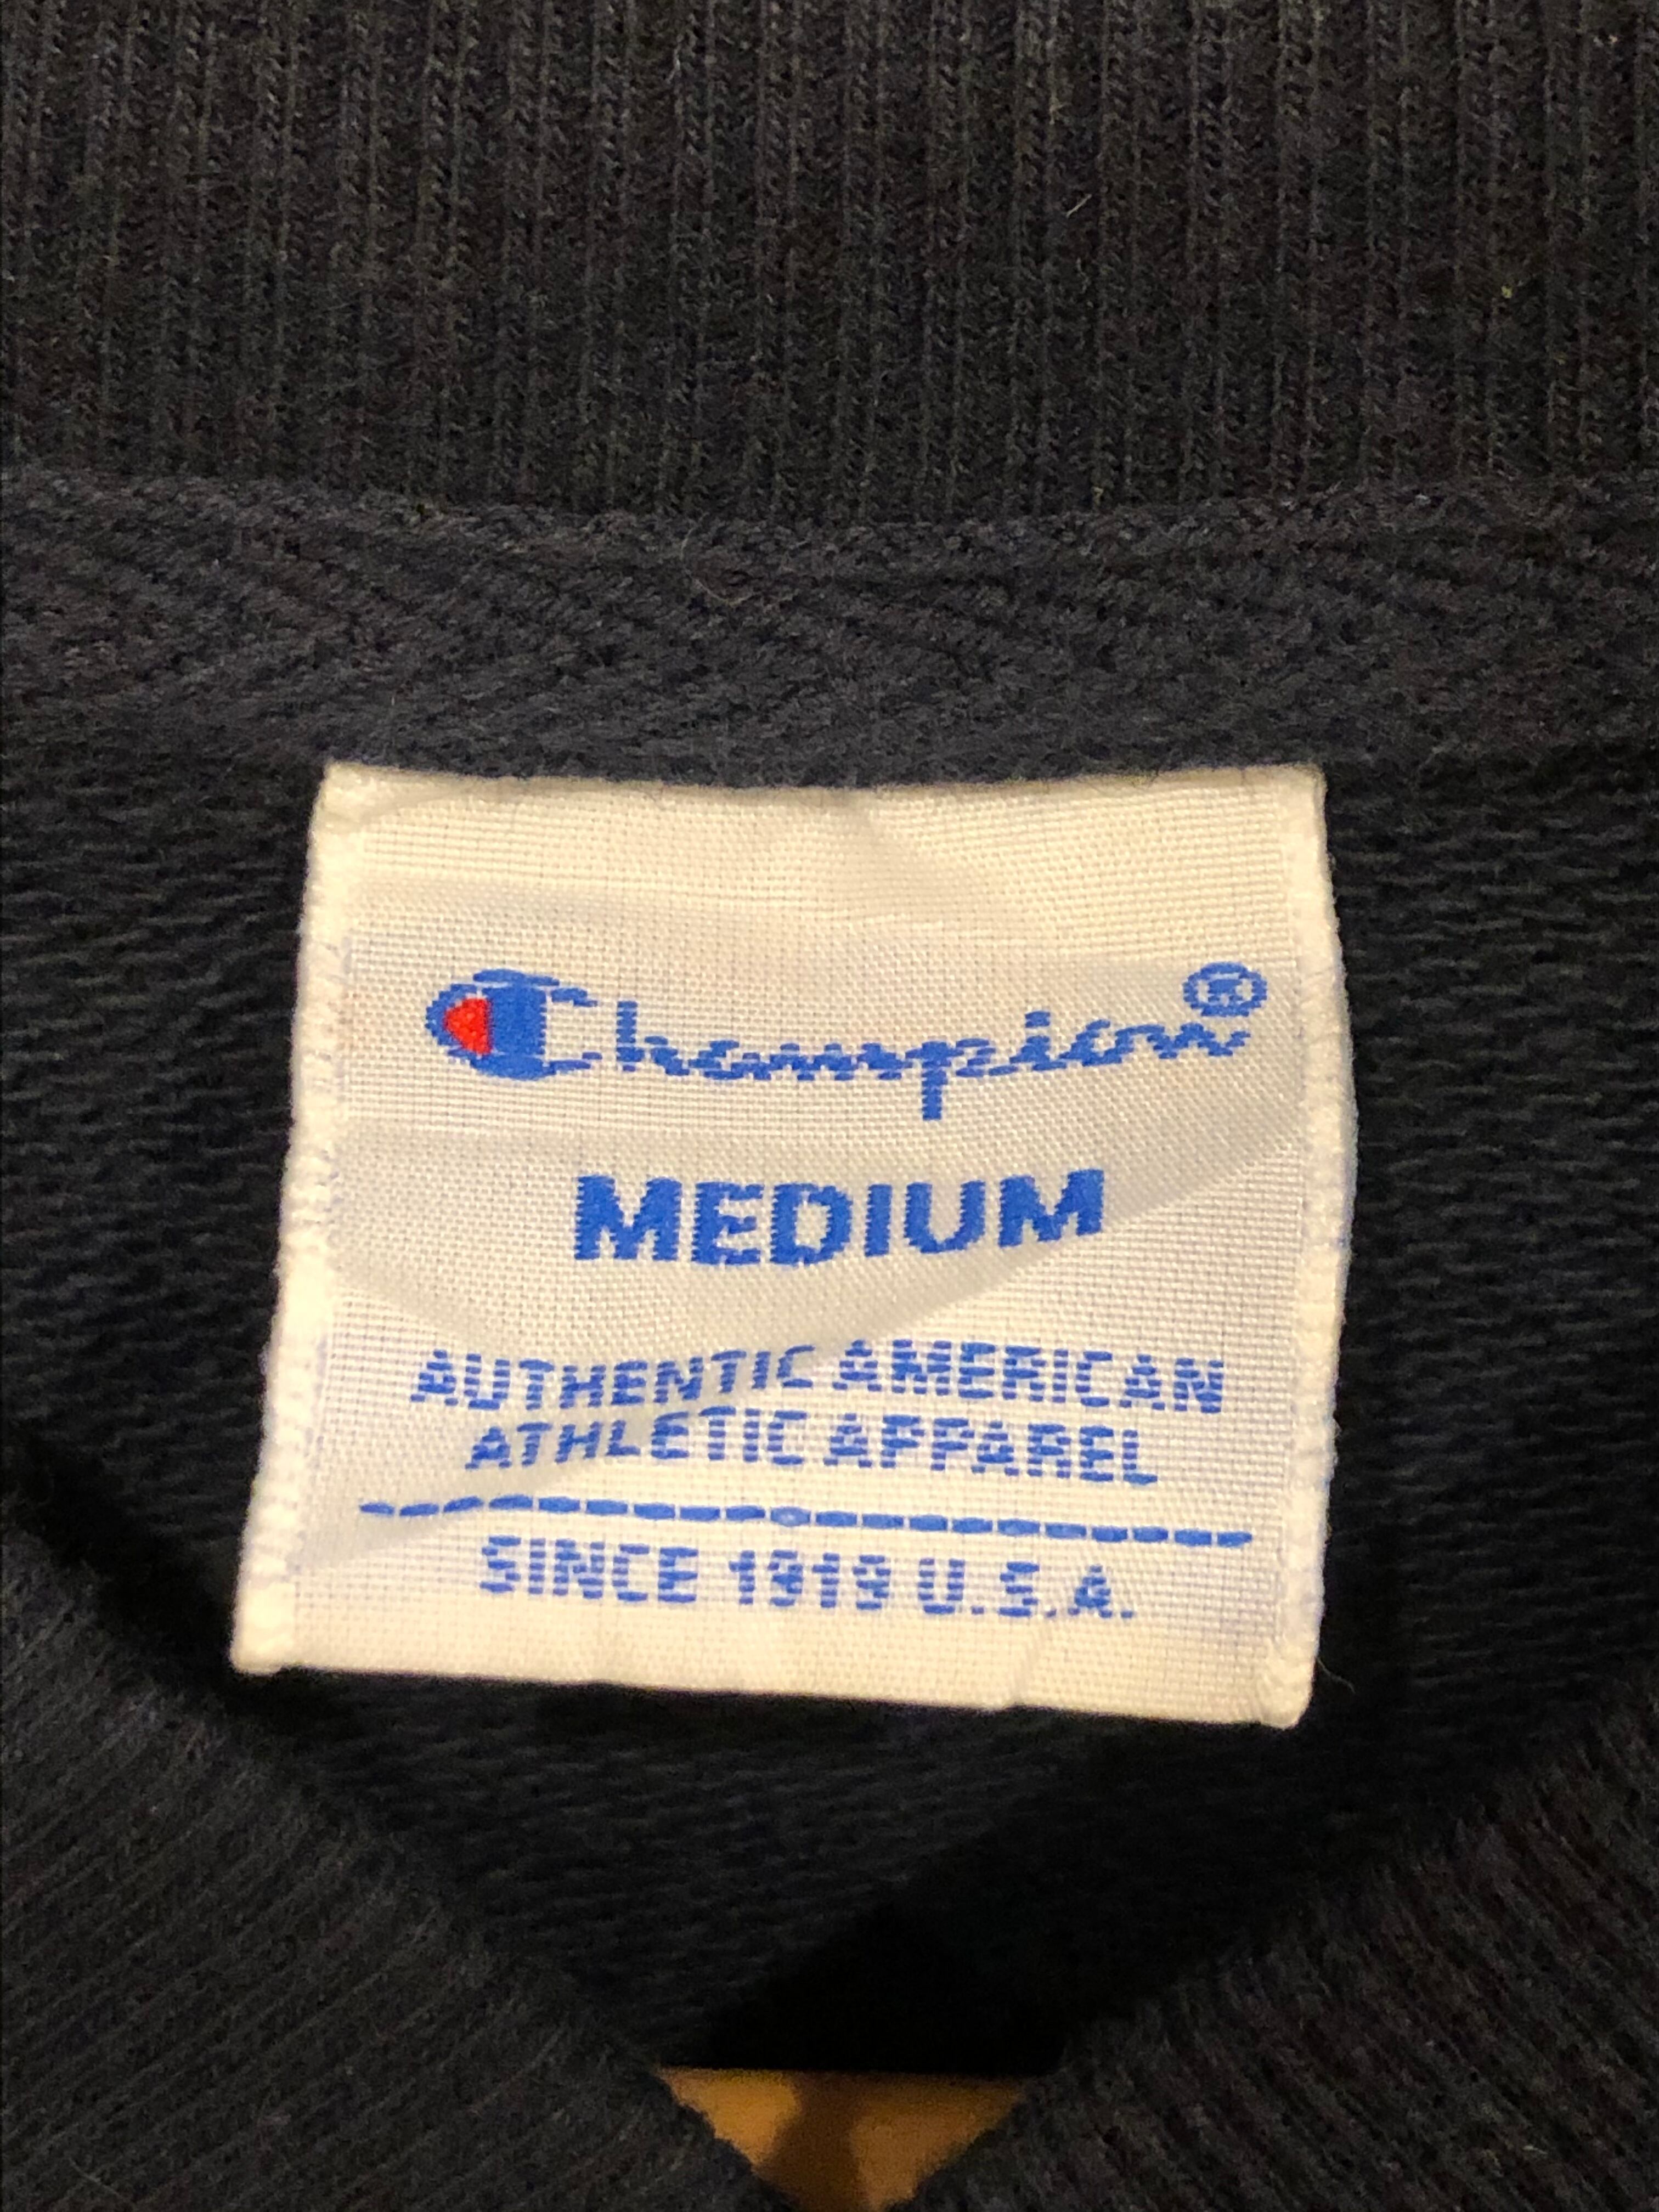 Champion®
MEDIUM
AUTHENTIC AMERICAN
ATHLETIC APPAREL
SINCE 1919 U.S.A.